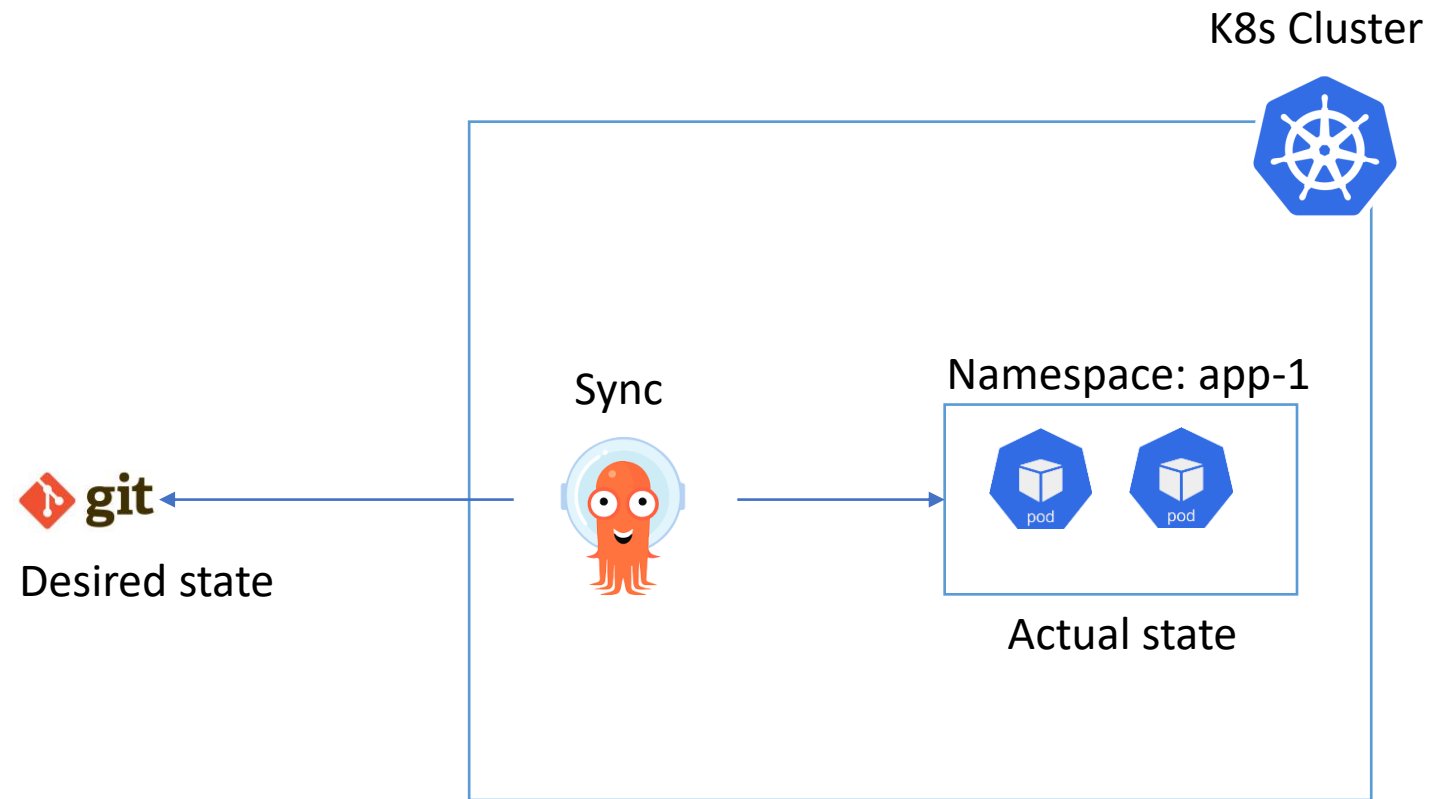 K8s Cluster
Namespace: app-1
Sync
pod
pod
git
Desired state
Actual state